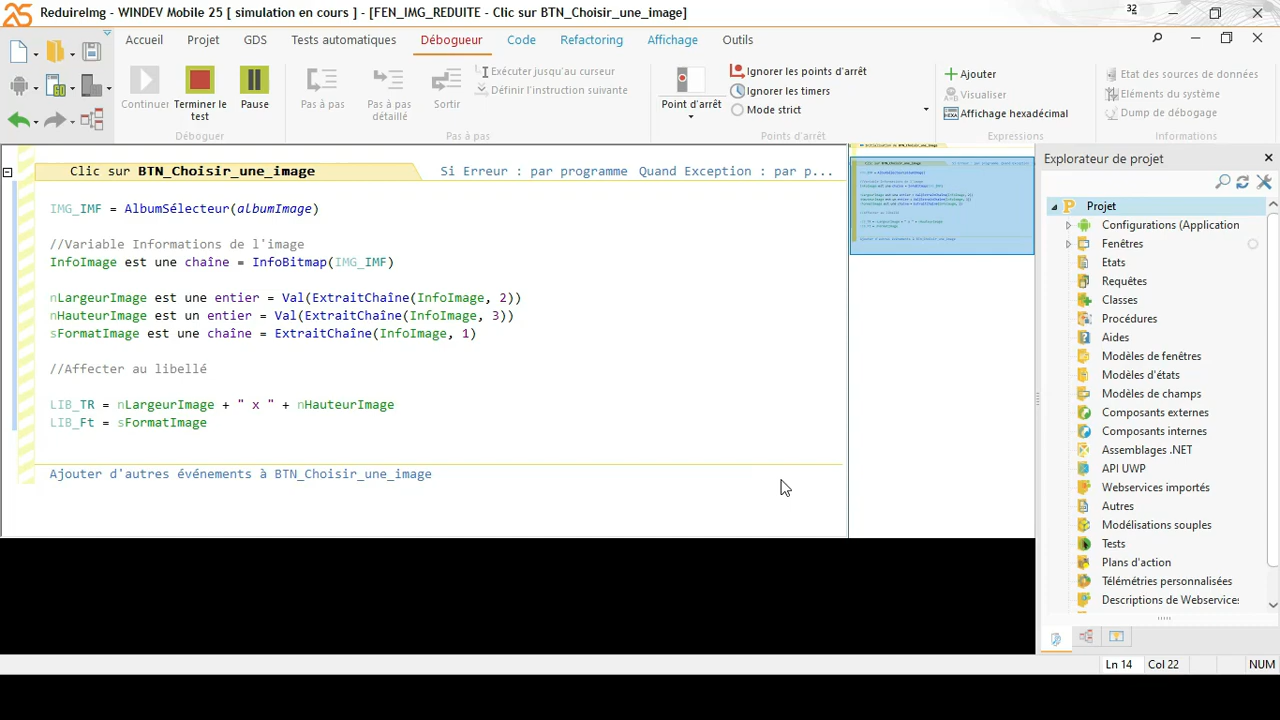 25 ReduireImg - WINDEV Mobile 25 [ simulation en cours ] - [FEN_IMG_REDUITE - Clic sur BTN_Choisir_une_image]
32
Accueil Projet GDS Tests automatiques Débogueur Code Refactoring Affichage Outils
Continuer
Terminer le test
Pause
Déboguer
Pas à pas
Pas à pas détaillé
Sortir
Exécuter jusqu'au curseur
Définir l'instruction suivante
Pas à pas
Point d'arrêt
Ignorer les points d'arrêt
Ignorer les timers
Mode strict
Points d'arrêt
Ajouter
Visualiser
Affichage hexadécimal
Expressions
Etat des sources de données
Eléments du système
Dump de débogage
Informations
Clic sur BTN_Choisir_une_image Si Erreur : par programme Quand Exception : par p...
IMG_IMF = AlbumSélecteur(albumImage)
//Variable Informations de l'image
InfoImage est une chaîne = InfoBitmap(IMG_IMF)
nLargeurImage est une entier = Val(ExtraitChaîne(InfoImage, 2))
nHauteurImage est un entier = Val(ExtraitChaîne(InfoImage, 3))
sFormatImage est une chaîne = ExtraitChaîne(InfoImage, 1)
//Affecter au libellé
LIB_TR = nLargeurImage + " x " + nHauteurImage
LIB_Ft = sFormatImage
Ajouter d'autres événements à BTN_Choisir_une_image
Explorateur de projet
Projet
Configurations (Application
Fenêtres
Etats
Requêtes
Classes
Procédures
Aides
Modèles de fenêtres
Modèles d'états
Modèles de champs
Composants externes
Composants internes
Assemblages .NET
API UWP
Webservices importés
Autres
Modélisations souples
Tests
Plans d'action
Télémétries personnalisées
Descriptions de Webservice
Ln 14 Col 22 NUM